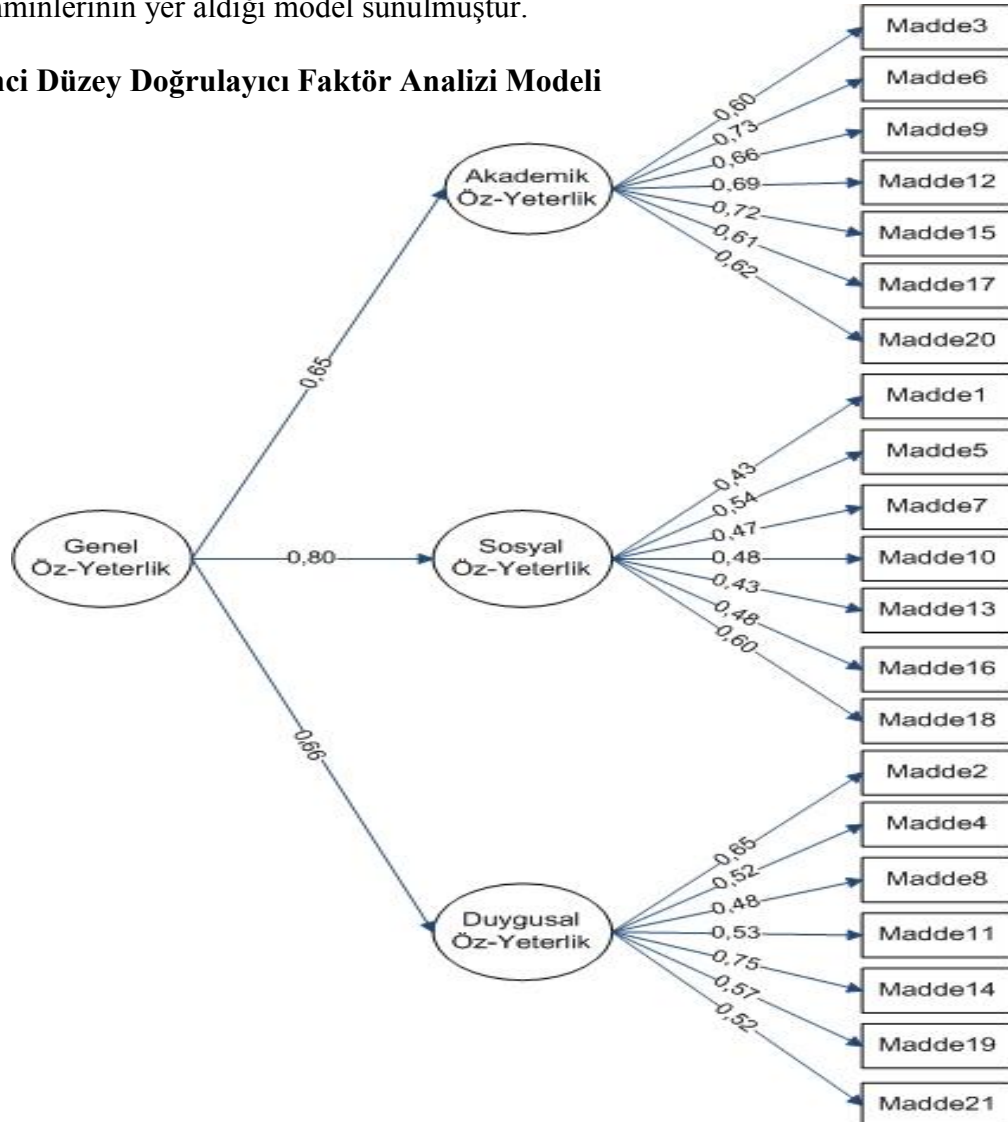 minlerinin yer aldığı model sunulmuştur.
nci Düzey Doğrulayıcı Faktör Analizi Modeli
Akademik
Öz-Yeterlik
0,60
0,73
0,66
0,69
0,72
0,61
0,62
Madde3
Madde6
Madde9
Madde12
Madde15
Madde17
Madde20
0,65
Genel
Öz-Yeterlik
0,80
Sosyal
Öz-Yeterlik
0,43
0,54
0,47
0,48
0,43
0,48
0,60
Madde1
Madde5
Madde7
Madde10
Madde13
Madde16
Madde18
0,66
Duygusal
Öz-Yeterlik
0,65
0,52
0,48
0,53
0,75
0,57
0,52
Madde2
Madde4
Madde8
Madde11
Madde14
Madde19
Madde21